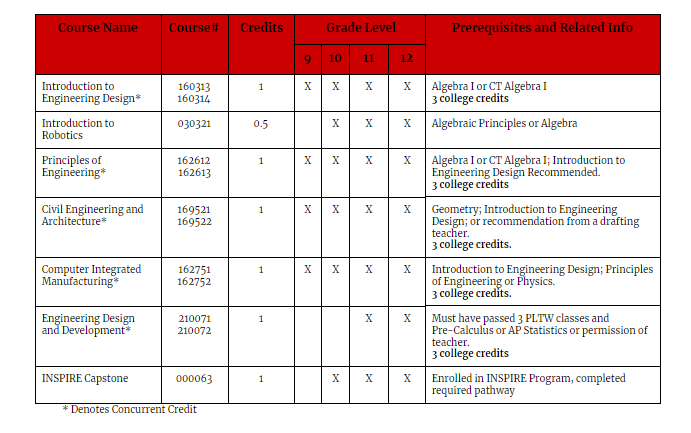 Course Name Course# Credits Grade Level Prerequisites and Related Info
9 10 11 12
Introduction to 160313 1 X X X X Algebra I or CT Algebra I
Engineering Design* 160314 3 college credits
Introduction to 030321 0.5 X X X Algebraic Principles or Algebra
Robotics
Principles of 162612 1 X X X X Algebra I or CT Algebra I; Introduction to
Engineering* 162613 Engineering Design Recommended.
3 college credits
Civil Engineering and 169521 1 X X X X Geometry; Introduction to Engineering
Architecture* 169522 Design; or recommendation from a drafting
teacher.
3 college credits.
Computer Integrated 162751 1 X X X X Introduction to Engineering Design; Principles
Manufacturing* 162752 of Engineering or Physics.
3 college credits.
Engineering Design 210071 1 X X Must have passed 3 PLTW classes and
and Development* 210072 Pre-Calculus or AP Statistics or permission of
teacher.
3 college credits
INSPIRE Capstone 000063 1 X X X Enrolled in INSPIRE Program, completed
required pathway
* Denotes Concurrent Credit